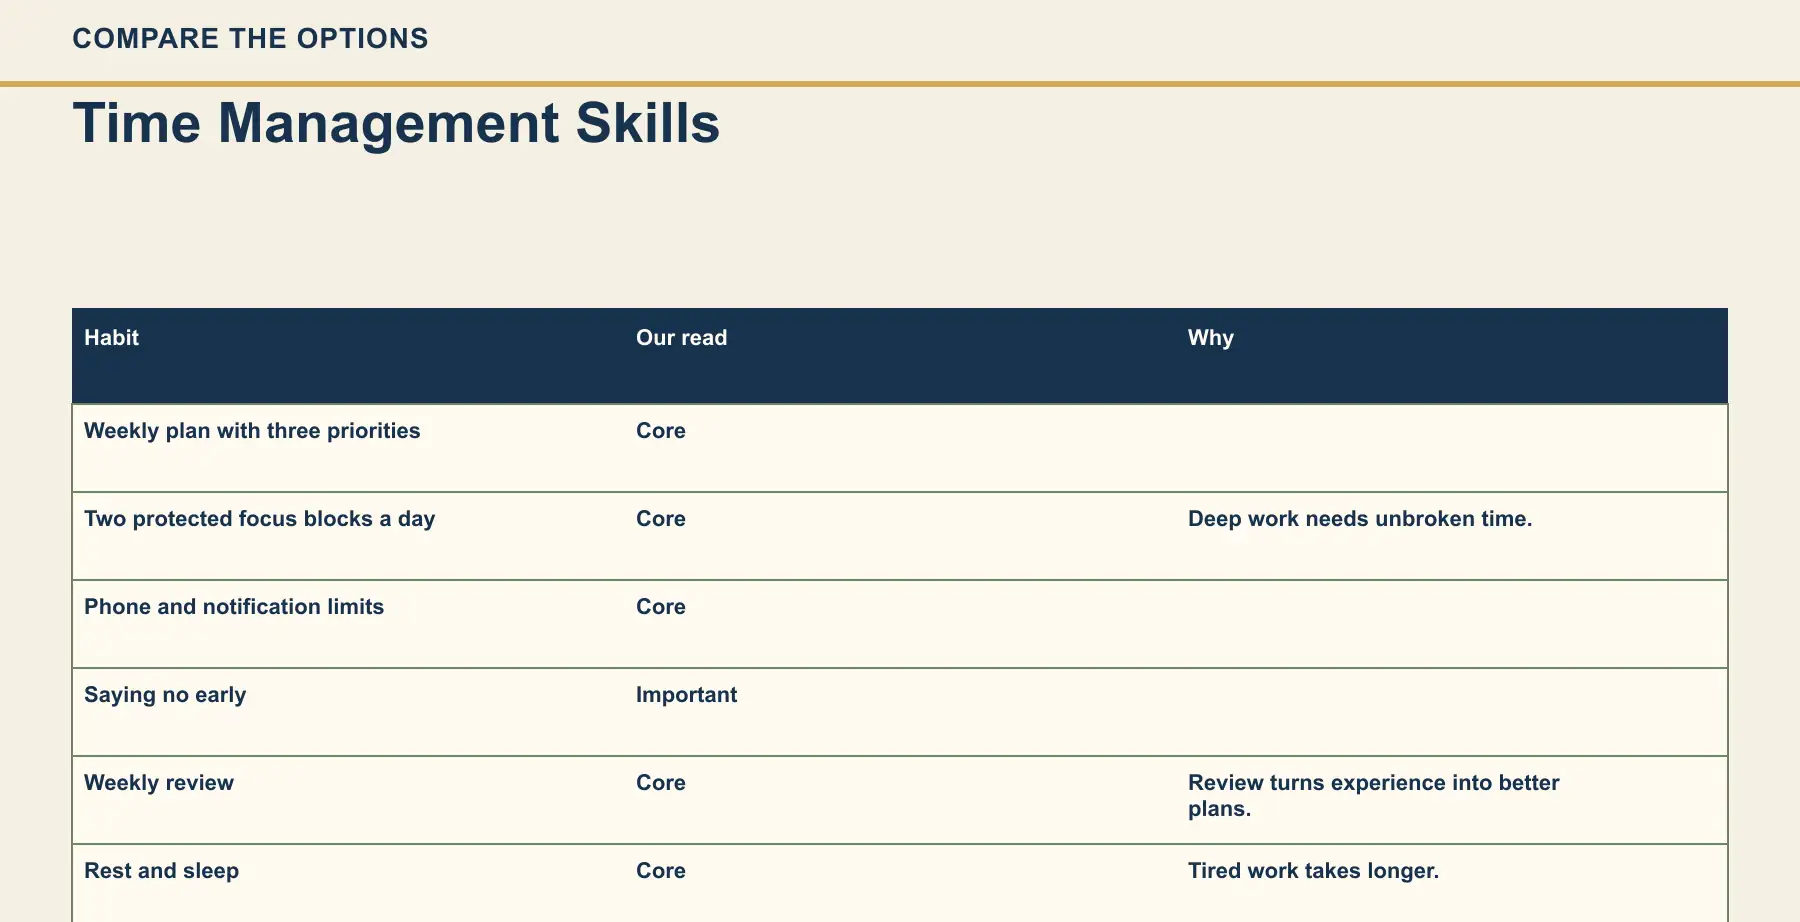 COMPARE THE OPTIONS
Time Management Skills
Habit Our read Why
Weekly plan with three priorities Core
Two protected focus blocks a day Core Deep work needs unbroken time.
Phone and notification limits Core
Saying no early Important
Weekly review Core Review turns experience into better
plans.
Rest and sleep Core Tired work takes longer.